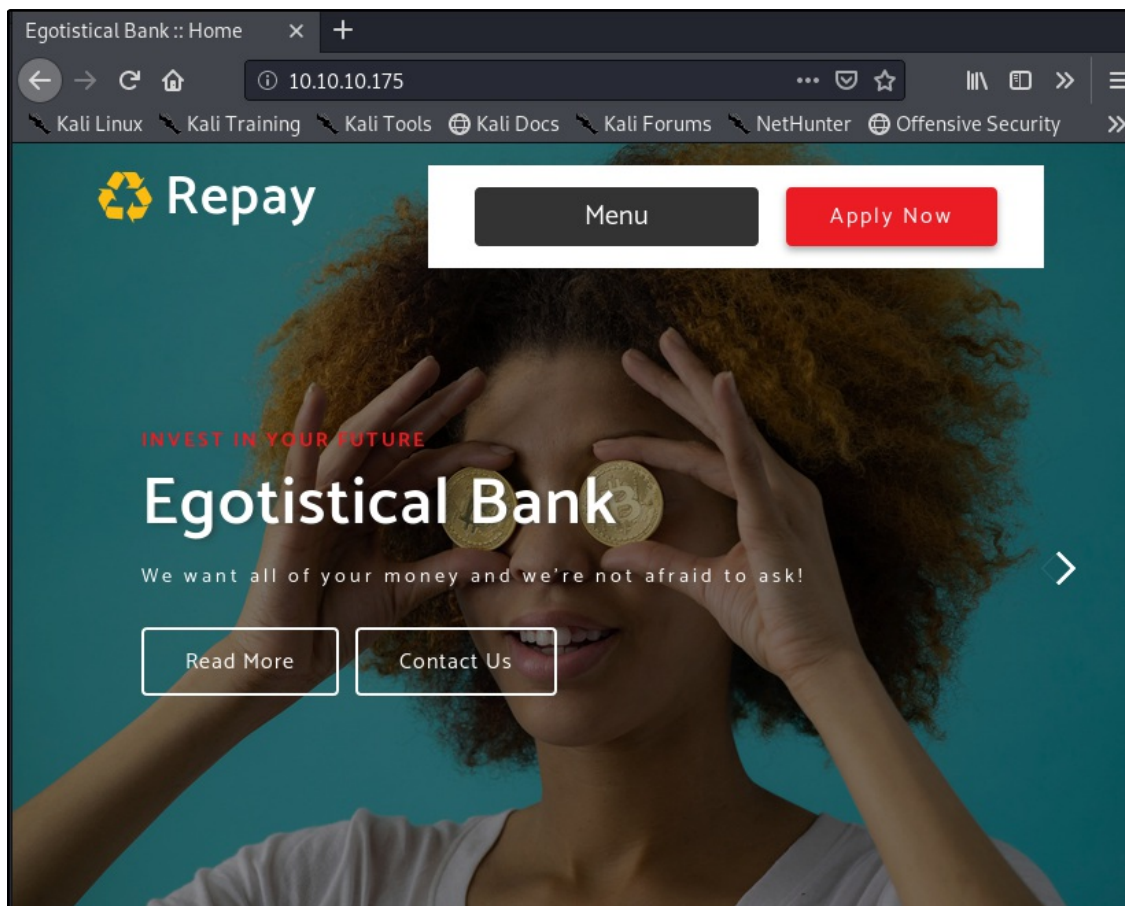 Egotistical Bank :: Home
10.10.10.175
Kali Linux Kali Training Kali Tools Kali Docs Kali Forums NetHunter Offensive Security
Repay
Menu
Apply Now
INVEST IN YOUR FUTURE
Egotistical Bank
We want all of your money and we're not afraid to ask!
Read More
Contact Us